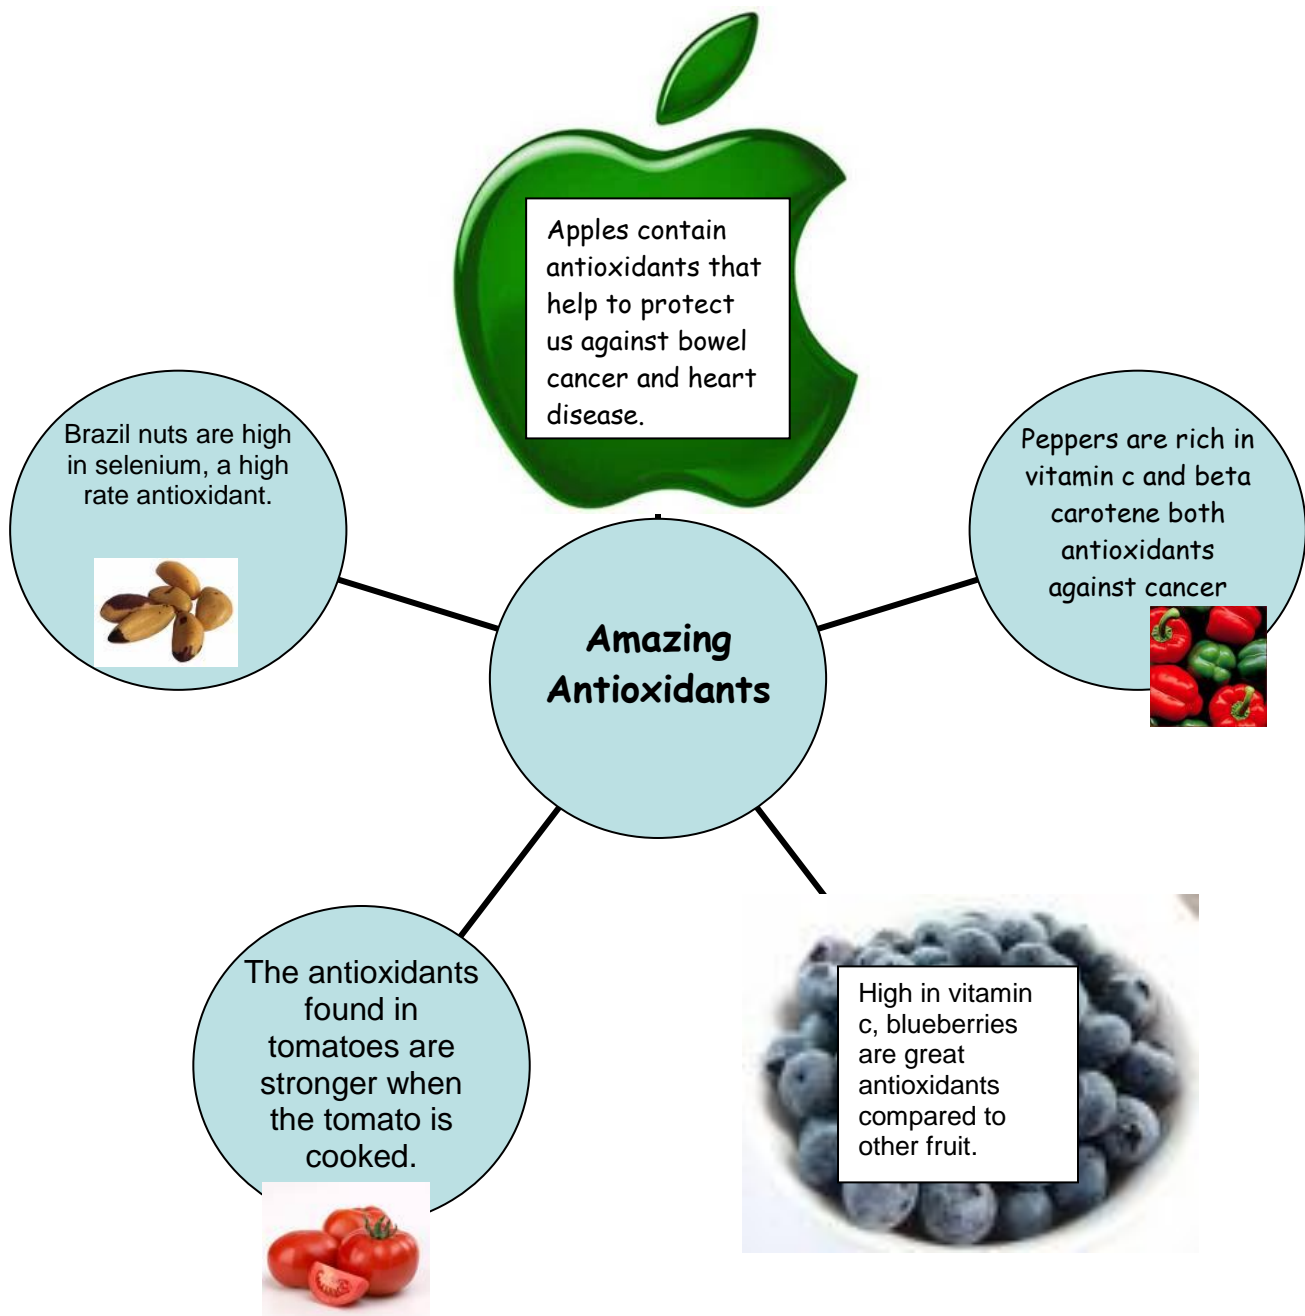 Apples contain
antioxidants that
help to protect
us against bowel
cancer and heart
disease.
Brazil nuts are high
in selenium, a high
rate antioxidant.
Peppers are rich in
vitamin c and beta
carotene both
antioxidants
against cancer
Amazing
Antioxidants
The antioxidants
found in
tomatoes are
stronger when
the tomato is
cooked.
High in vitamin
c, blueberries
are great
antioxidants
compared to
other fruit.